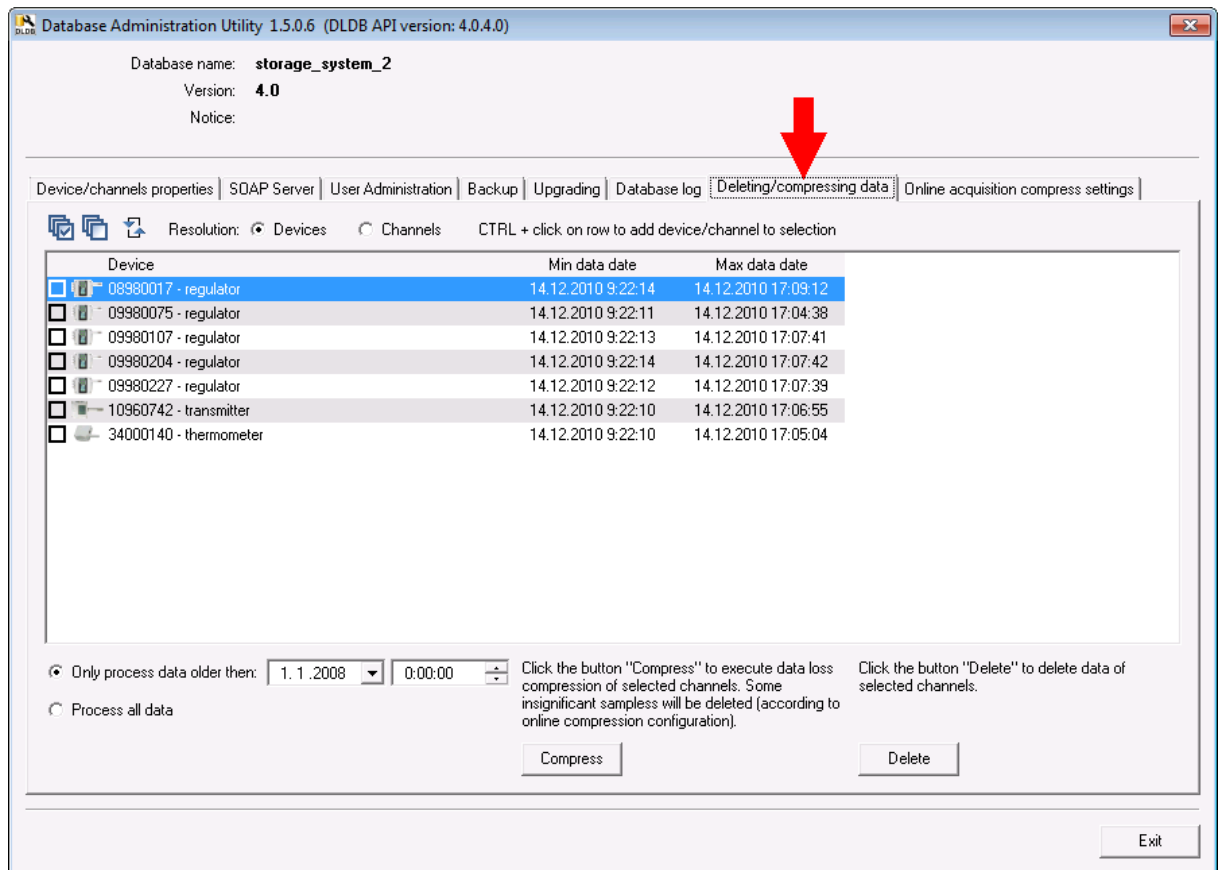 Database Administration Utility 1.5.0.6 (DLDB API version: 4.0.4.0)
DLDB
Database name: storage_system_2
Version: 4.0
Notice:
Device/channels properties SOAP Server User Administration Backup Upgrading Database log Deleting/compressing data Online acquisition compress settings
Resolution: Devices Channels CTRL + click on row to add device/channel to selection
Device Min data date Max data date
08980017 - regulator 14.12.2010 9:22:14 14.12.2010 17:09:12
09980075 - regulator 14.12.2010 9:22:11 14.12.2010 17:04:38
09980107 - regulator 14.12.2010 9:22:13 14.12.2010 17:07:41
09980204 - regulator 14.12.2010 9:22:14 14.12.2010 17:07:42
09980227 - regulator 14.12.2010 9:22:12 14.12.2010 17:07:39
10960742 - transmitter 14.12.2010 9:22:10 14.12.2010 17:06:55
34000140 - thermometer 14.12.2010 9:22:10 14.12.2010 17:05:04
Only process data older then: 1. 1 .2008 0:00:00
Process all data
Click the button "Compress" to execute data loss
compression of selected channels. Some
insignificant sampless will be deleted (according to
online compression configuration).
Click the button "Delete" to delete data of
selected channels.
Compress
Delete
Exit